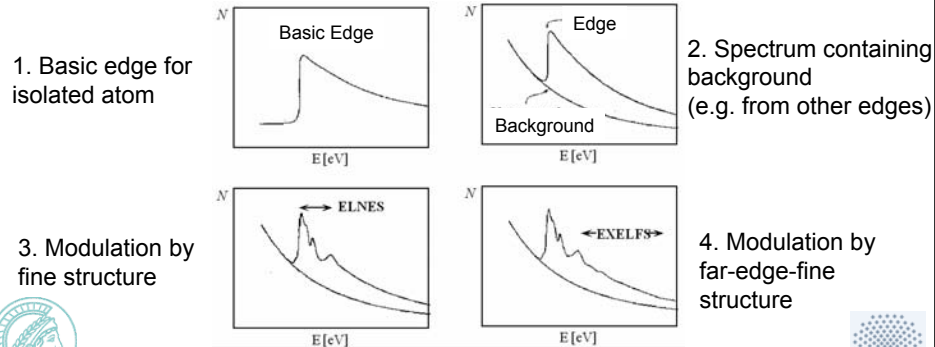 1. Basic edge for
isolated atom
N
Basic Edge
E[eV]
N
Edge
Background
E[eV]
2. Spectrum containing
background
(e.g. from other edges)
3. Modulation by
fine structure
N
ELNES
E[eV]
N
EXELFS
E[eV]
4. Modulation by
far-edge-fine
structure